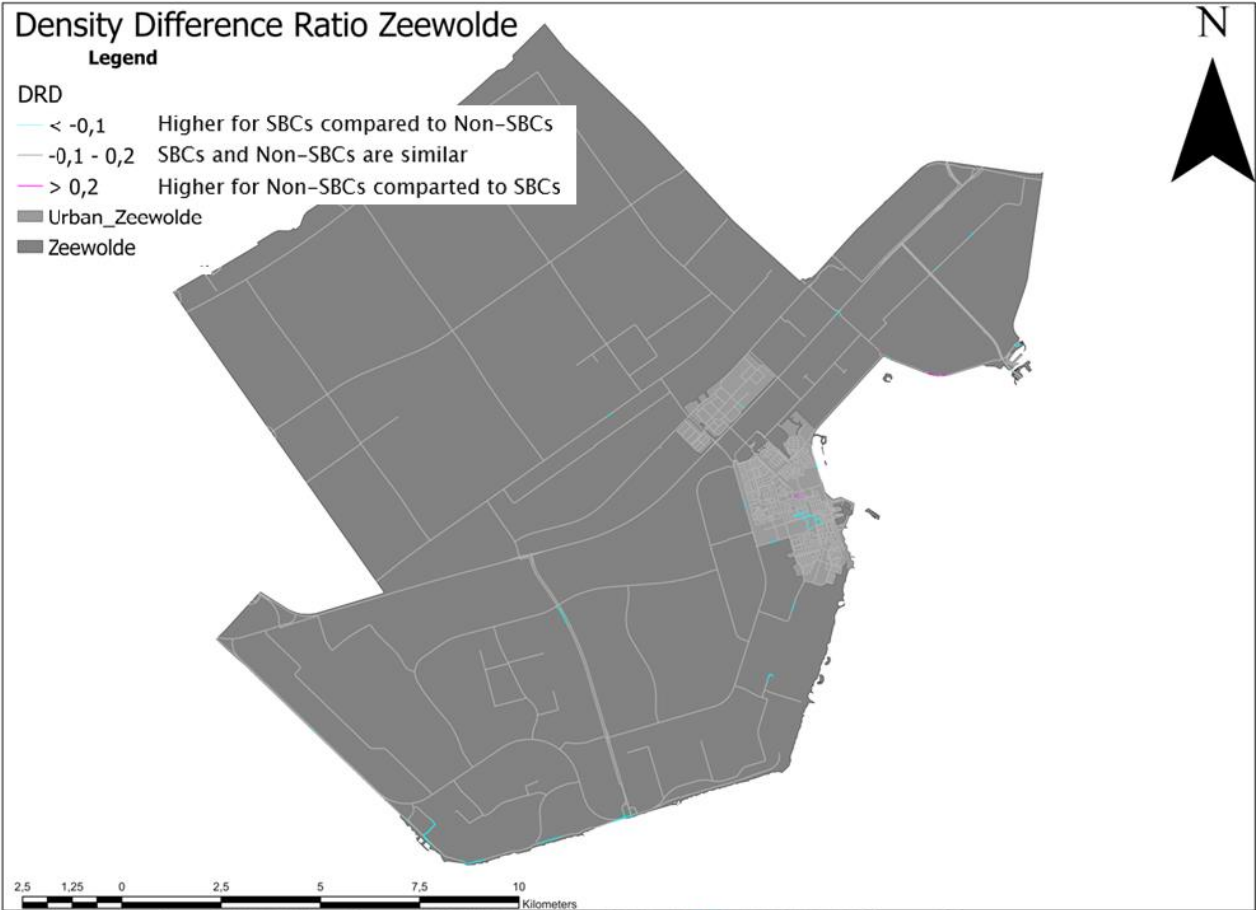 Density Difference Ratio Zeewolde
N
Legend
DRD
< -0,1 Higher for SBCs compared to Non-SBCs
-0,1 - 0,2 SBCs and Non-SBCs are similar
> 0,2 Higher for Non-SBCs comparted to SBCs
Urban_Zeewolde
Zeewolde
2,5 1,25 0 2,5 5 7,5 10
Kilometers